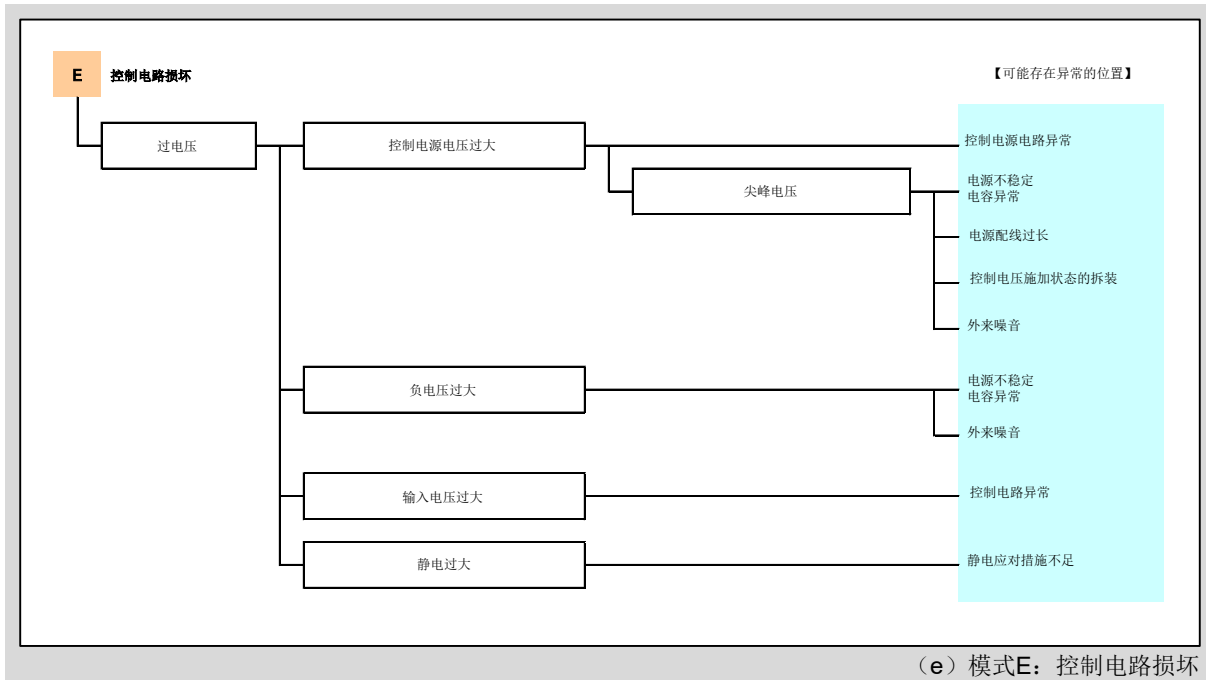 E 控制电路损坏
【可能存在异常的位置】
过电压
控制电源电压过大
控制电源电路异常
尖峰电压
电源不稳定
电容异常
电源配线过长
控制电压施加状态的拆装
外来噪音
负电压过大
电源不稳定
电容异常
外来噪音
输入电压过大
控制电路异常
静电过大
静电应对措施不足
（e）模式E：控制电路损坏